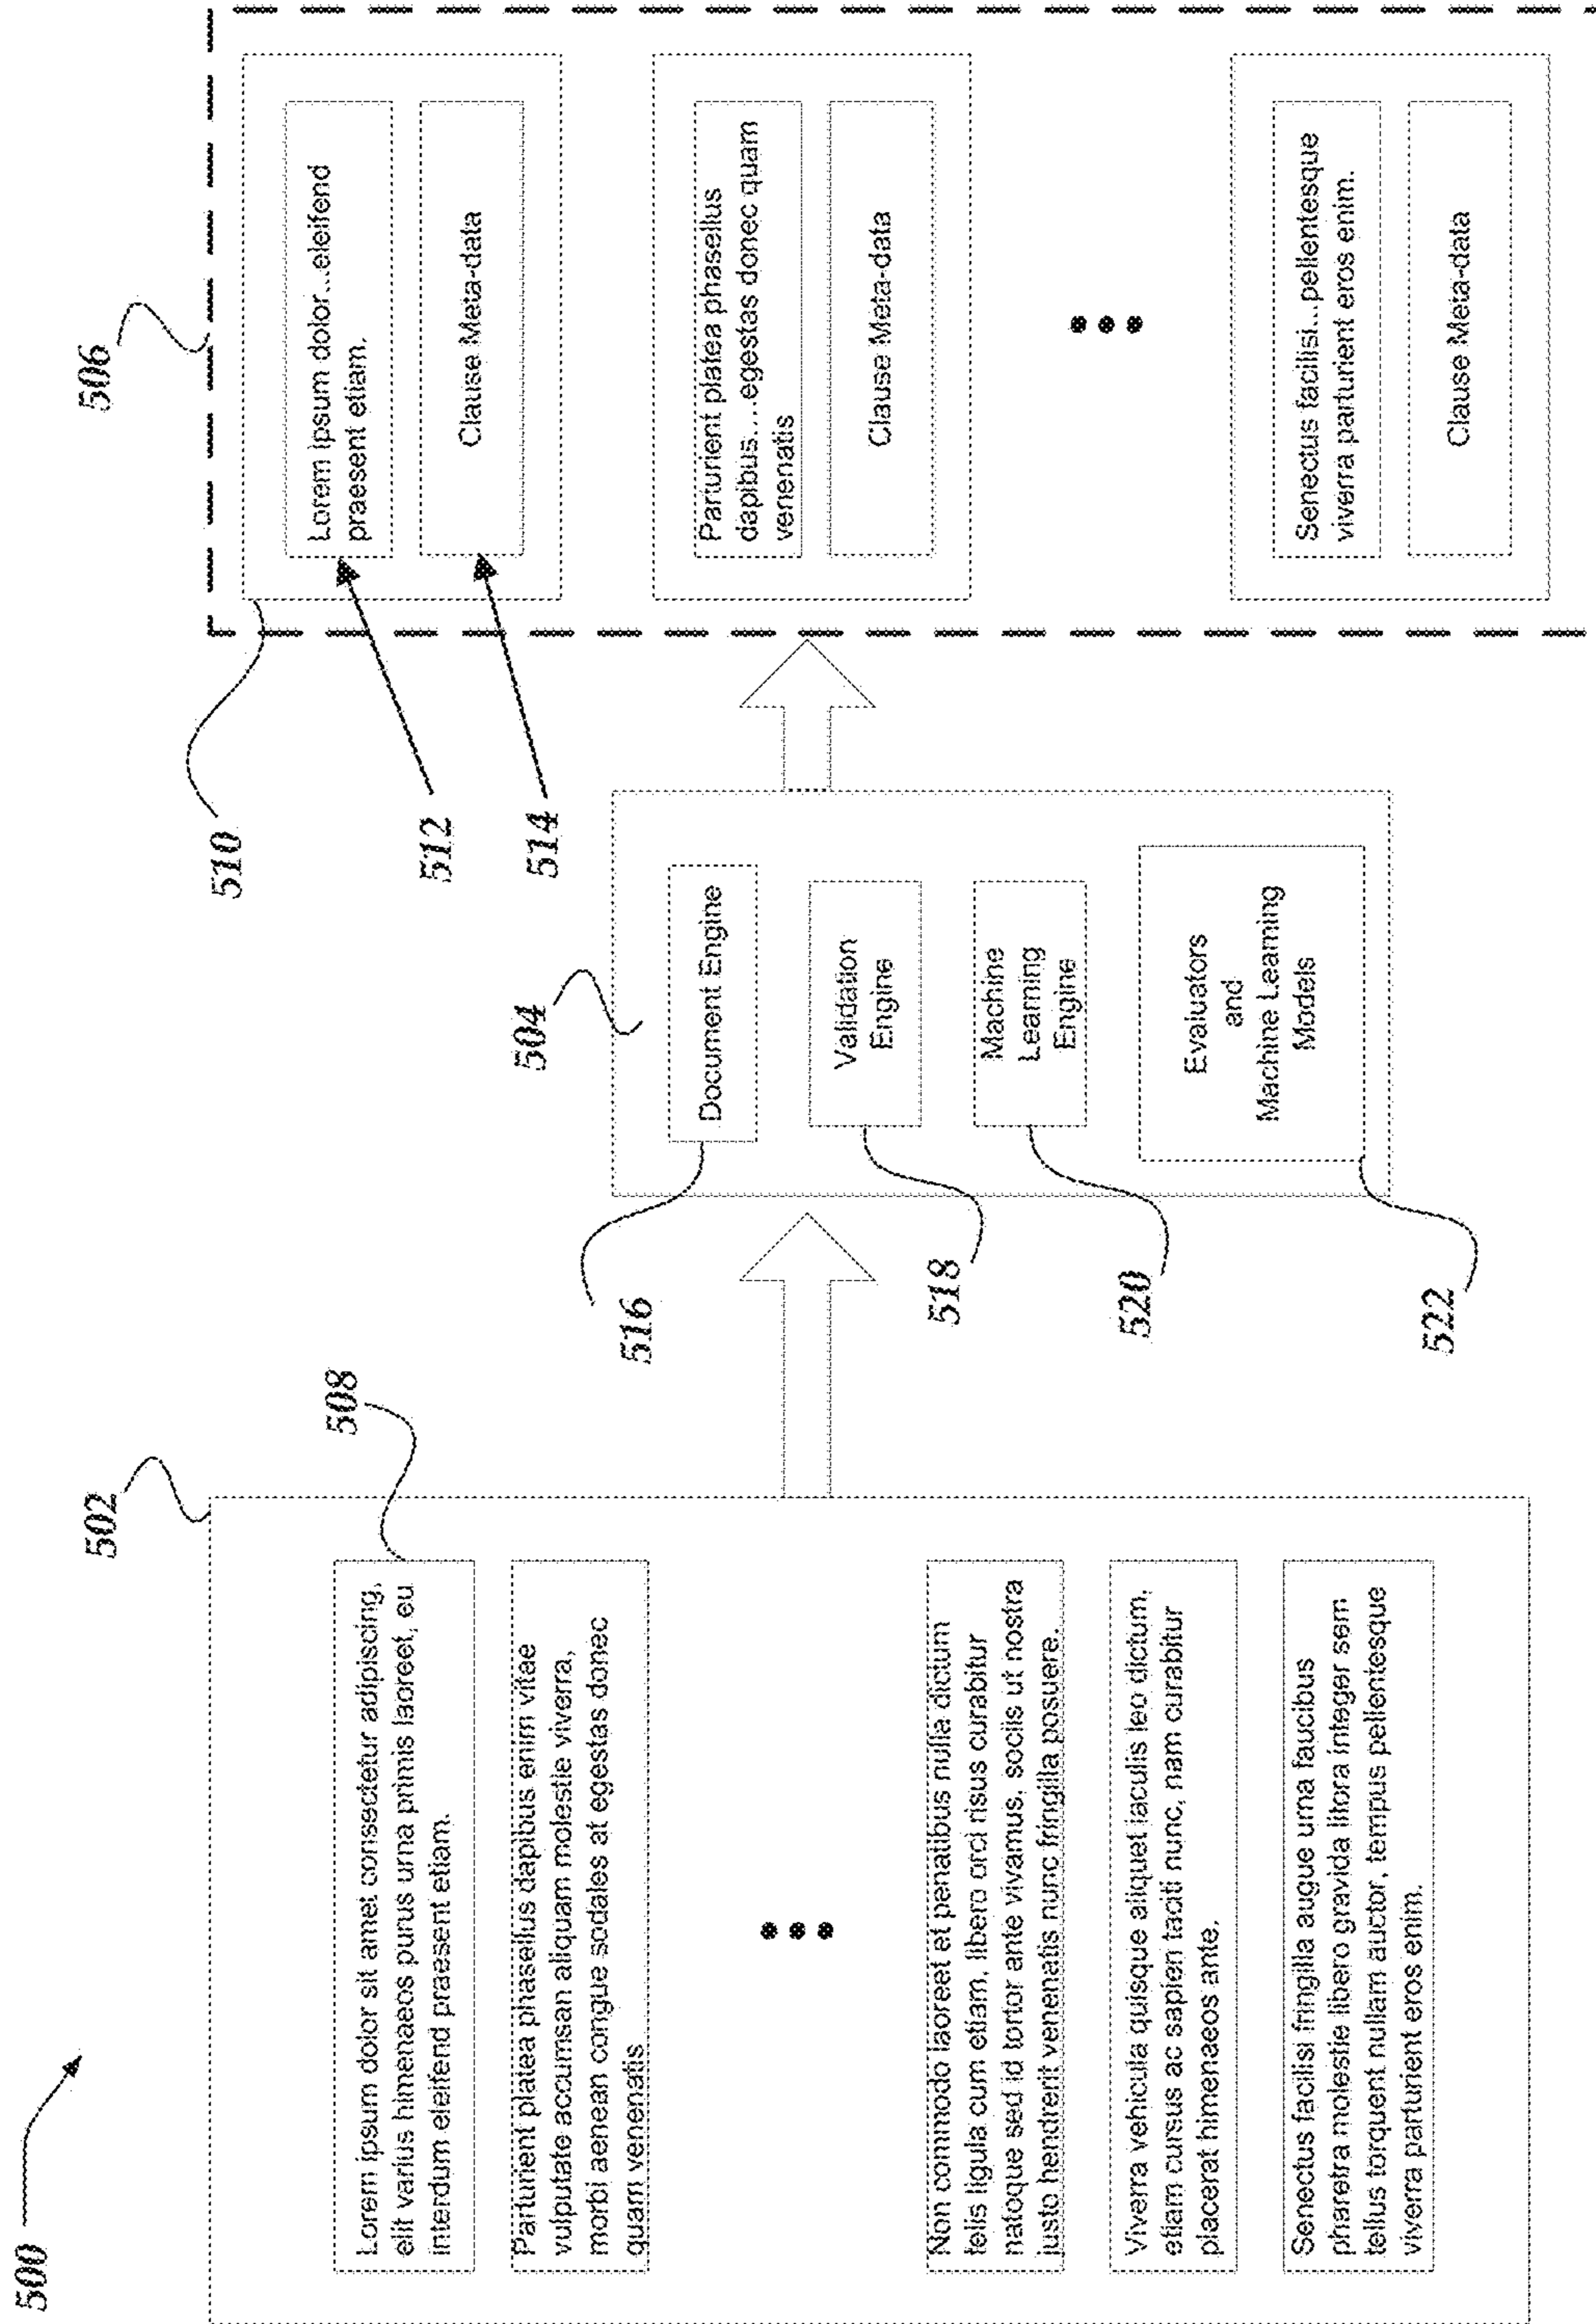 500
502
508
Lorem ipsum dolor sit amet consectetur adipiscing,
elit varius himenaeos purus urna primis laoreet, eu
interdum eleifend praesent etiam.
Parturient platea phasellus dapibus enim vitae
vulputate accumsan aliquam molestie viverra,
morbi aenean congue sodales at egestas donec
quam venenatis
Non commodo laoreet et penatibus nulla dictum
felis ligula cum etiam, libero orci risus curabitur
natoque sed id tortor ante vivamus, sociis ut nostra
justo hendrerit venenatis nunc fringilla posuere.
Viverra vehicula quisque aliquet iaculis leo dictum,
etiam cursus ac sapien taciti nunc, nam curabitur
placerat himenaeos ante.
Senectus facilisi fringilla augue urna faucibus
pharetra molestie libero gravida litora integer sem
tellus torquent nullam auctor, tempus pellentesque
viverra parturient eros enim.
504
516
Document Engine
518
Validation
Engine
520
Machine
Learning
Engine
522
Evaluators
and
Machine Learning
Models
506
510
512
514
Lorem ipsum dolor...eleifend
praesent etiam.
Clause Meta-data
Parturient platea phasellus
dapibus....egestas donec quam
venenatis
Clause Meta-data
Senectus facilisi...pellentesque
viverra parturient eros enim.
Clause Meta-data